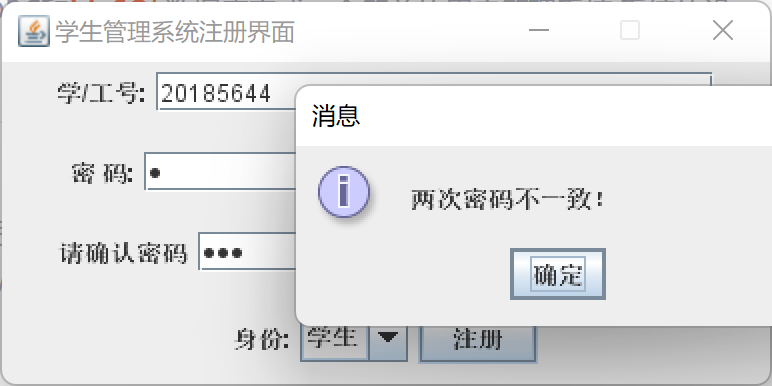 学生管理系统注册界面
学/工号: 20185644
消息
密 码: •
两次密码不一致!
请确认密码 •••
确定
身份: 学生 注册